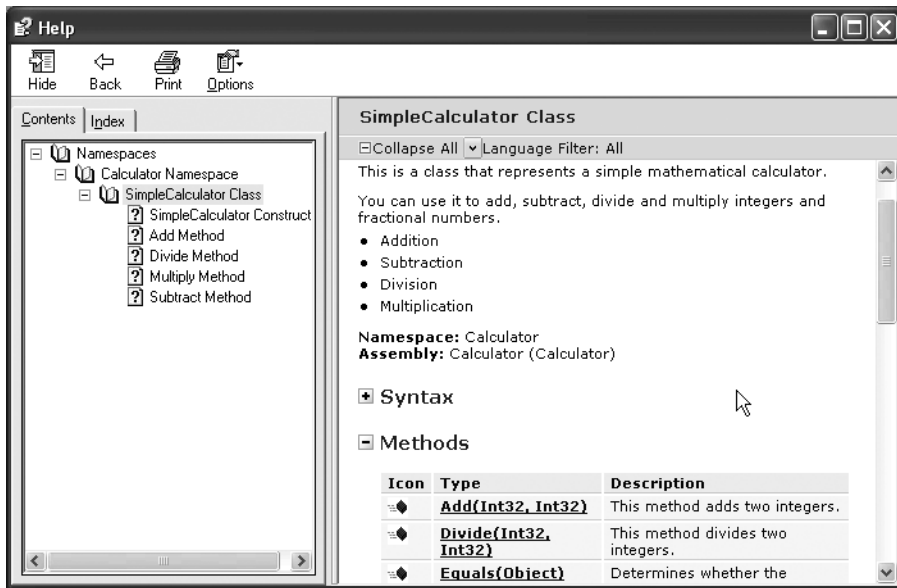 Help
Hide Back Print Options
Contents Index
Namespaces
Calculator Namespace
SimpleCalculator Class
SimpleCalculator Construct
Add Method
Divide Method
Multiply Method
Subtract Method
SimpleCalculator Class
Collapse All Language Filter: All
This is a class that represents a simple mathematical calculator.
You can use it to add, subtract, divide and multiply integers and
fractional numbers.
• Addition
• Subtraction
• Division
• Multiplication
Namespace: Calculator
Assembly: Calculator (Calculator)
Syntax
Methods
Icon Type Description
Add(Int32, Int32) This method adds two integers.
Divide(Int32, This method divides two
Int32) integers.
Equals(Object) Determines whether the